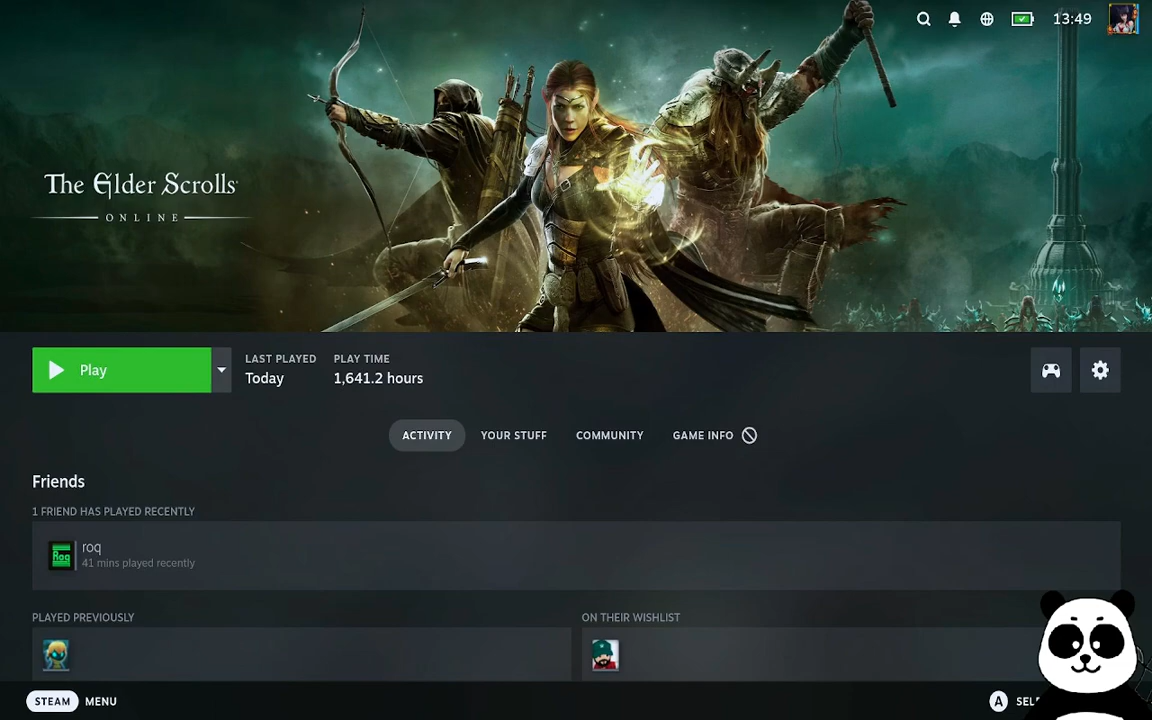 13:49
The Elder Scrolls
ONLINE
Play
LAST PLAYED
Today
PLAY TIME
1,641.2 hours
ACTIVITY
YOUR STUFF
COMMUNITY
GAME INFO
Friends
1 FRIEND HAS PLAYED RECENTLY
Roq
roq
41 mins played recently
PLAYED PREVIOUSLY
ON THEIR WISHLIST
STEAM
MENU
A